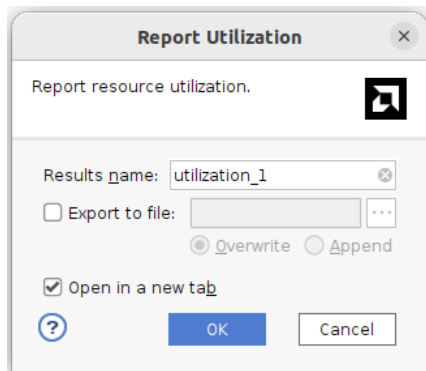 Report Utilization
Report resource utilization.
Results name: utilization_1
Export to file: ...
Overwrite Append
Open in a new tab
? OK Cancel